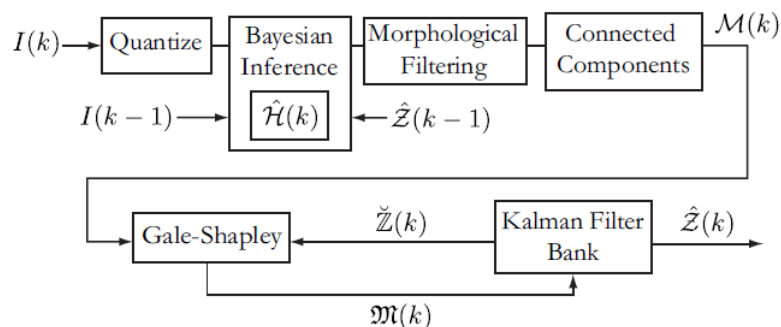 I(k)
Quantize
Bayesian
Inference
Morphological
Filtering
Connected
Components
ℳ(k)
I(k − 1)
ℋ̂(k)
𝒵̂(k − 1)
Gale-Shapley
ℤ̆(k)
Kalman Filter
Bank
𝒵̂(k)
𝔐(k)